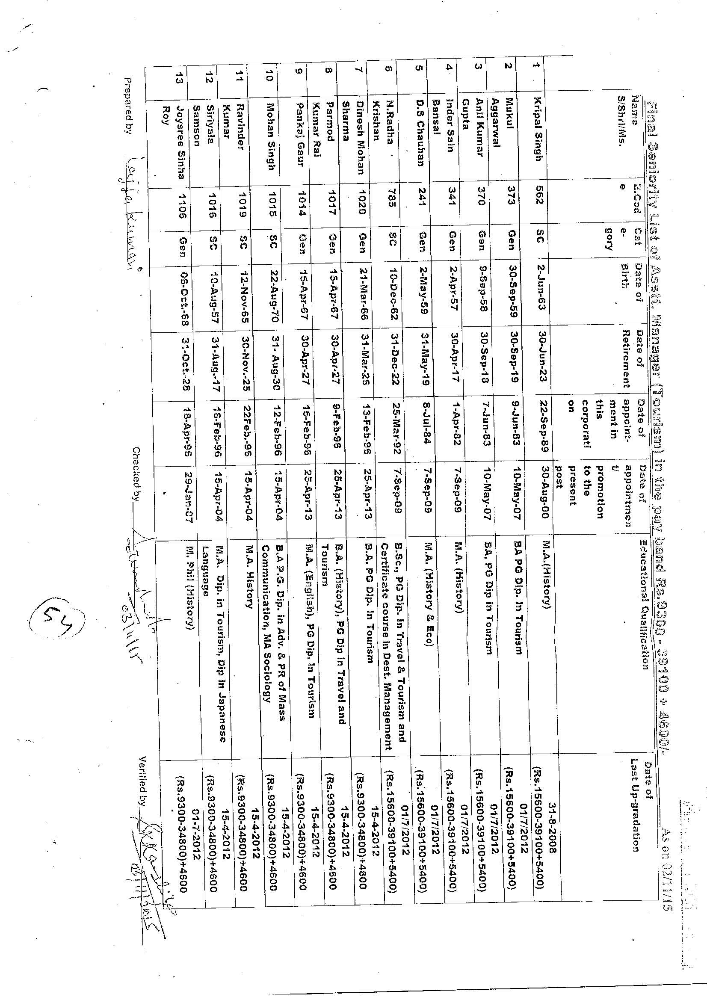 Final Seniority List of Asstt. Manager (Tourism) in the pay band Rs.9300 - 39100 + 4600/-
As on 02/11/15
Name S/Shri/Ms. E.Cod e Cat e- gory Date of Birth Date of Retirement Date of appoint- ment in this corporati on Date of appointmen t/ promotion to the present post Educational Qualification Date of Last Up-gradation
1 Kripal Singh 562 SC 2-Jun-63 30-Jun-23 22-Sep-89 30-Aug-00 M.A.(History) 31-8-2008 (Rs.15600-39100+5400)
2 Mukul Aggarwal 373 Gen 30-Sep-59 30-Sep-19 9-Jun-83 10-May-07 BA PG Dip. In Tourism 01/7/2012 (Rs.15600-39100+5400)
3 Anil Kumar Gupta 370 Gen 9-Sep-58 30-Sep-18 7-Jun-83 10-May-07 BA, PG Dip in Tourism 01/7/2012 (Rs.15600-39100+5400)
4 Inder Sain Bansal 341 Gen 2-Apr-57 30-Apr-17 1-Apr-82 7-Sep-09 M.A. (History) 01/7/2012 (Rs.15600-39100+5400)
5 D.S Chauhan 241 Gen 2-May-59 31-May-19 8-Jul-84 7-Sep-09 M.A. (History & Eco) 01/7/2012 (Rs.15600-39100+5400)
6 N.Radha Krishan 785 SC 10-Dec-62 31-Dec-22 25-Mar-92 7-Sep-09 B.Sc., PG Dip. In Travel & Tourism and Certificate course in Dest. Management 01/7/2012 (Rs.15600-39100+5400)
7 Dinesh Mohan Sharma 1020 Gen 21-Mar-66 31-Mar-26 13-Feb-96 25-Apr-13 B.A. PG Dip. In Tourism 15-4-2012 (Rs.9300-34800)+4600
8 Parmod Kumar Rai 1017 Gen 15-Apr-67 30-Apr-27 9-Feb-96 25-Apr-13 B.A. (History), PG Dip in Travel and Tourism 15-4-2012 (Rs.9300-34800)+4600
9 Pankaj Gaur 1014 Gen 15-Apr-67 30-Apr-27 15-Feb-96 25-Apr-13 M.A. (English), PG Dip. In Tourism 15-4-2012 (Rs.9300-34800)+4600
10 Mohan Singh 1015 SC 22-Aug-70 31- Aug-30 12-Feb-96 15-Apr-04 B.A P.G. Dip. in Adv. & PR of Mass Communication, MA Sociology 15-4-2012 (Rs.9300-34800)+4600
11 Ravinder Kumar 1019 SC 12-Nov-65 30-Nov.-25 22Feb.-96 15-Apr-04 M.A. History 15-4-2012 (Rs.9300-34800)+4600
12 Siriyala Samson 1016 SC 10-Aug-57 31-Aug.-17 16-Feb-96 15-Apr-04 M.A. Dip. in Tourism, Dip in Japanese Language 15-4-2012 (Rs.9300-34800)+4600
13 Joysree Sinha Roy 1106 Gen 06-Oct.-68 31-Oct.-28 18-Apr-96 29-Jan-07 M. Phil (History) 01-7-2012 (Rs.9300-34800)+4600
Prepared by Lajja Kumari Checked by 03/11/15 Verified by 03/11/2015
54